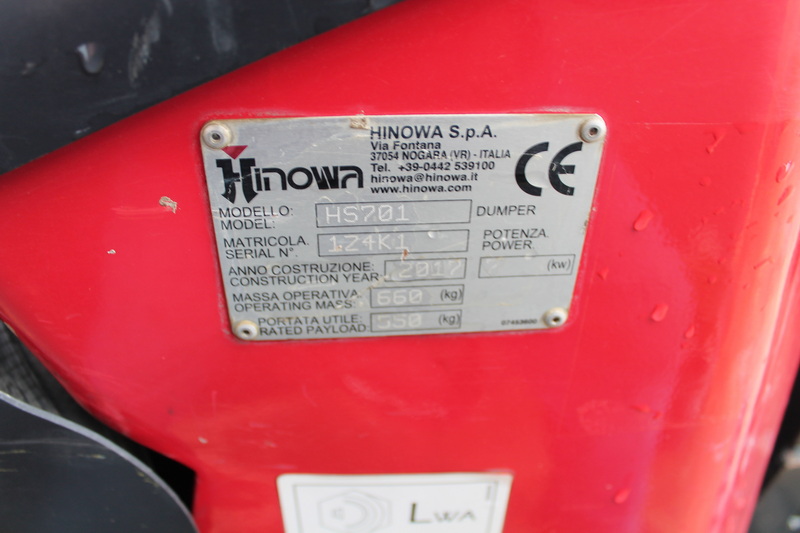 HINOWA S.p.A.
Via Fontana
37054 NOGARA (VR) - ITALIA
Tel. +39-0442 539100
hinowa@hinowa.it
www.hinowa.com
Hinowa
CE
MODELLO:
MODEL:
HS701
DUMPER
MATRICOLA.
SERIAL N°.
1Z4K1
POTENZA.
POWER.
ANNO COSTRUZIONE:
CONSTRUCTION YEAR
2017
(kw)
MASSA OPERATIVA:
OPERATING MASS:
660 (kg)
PORTATA UTILE:
RATED PAYLOAD
(kg)
LWA